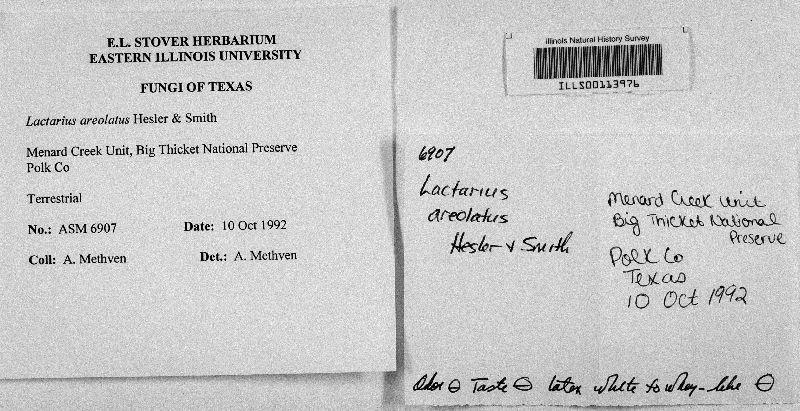 E.L. STOVER HERBARIUM
EASTERN ILLINOIS UNIVERSITY
FUNGI OF TEXAS
Lactarius areolatus Hesler & Smith
Menard Creek Unit, Big Thicket National Preserve
Polk Co
Terrestrial
No.: ASM 6907 Date: 10 Oct 1992
Coll: A. Methven Det.: A. Methven
Illinois Natural History Survey
ILLS00113976
6907
Lactarius
areolatus
Hesler & Smith
Menard Creek Unit
Big Thicket National
Preserve
Polk Co
Texas
10 Oct 1992
Odor ⊖ Taste ⊖ latex white to whey-like ⊖